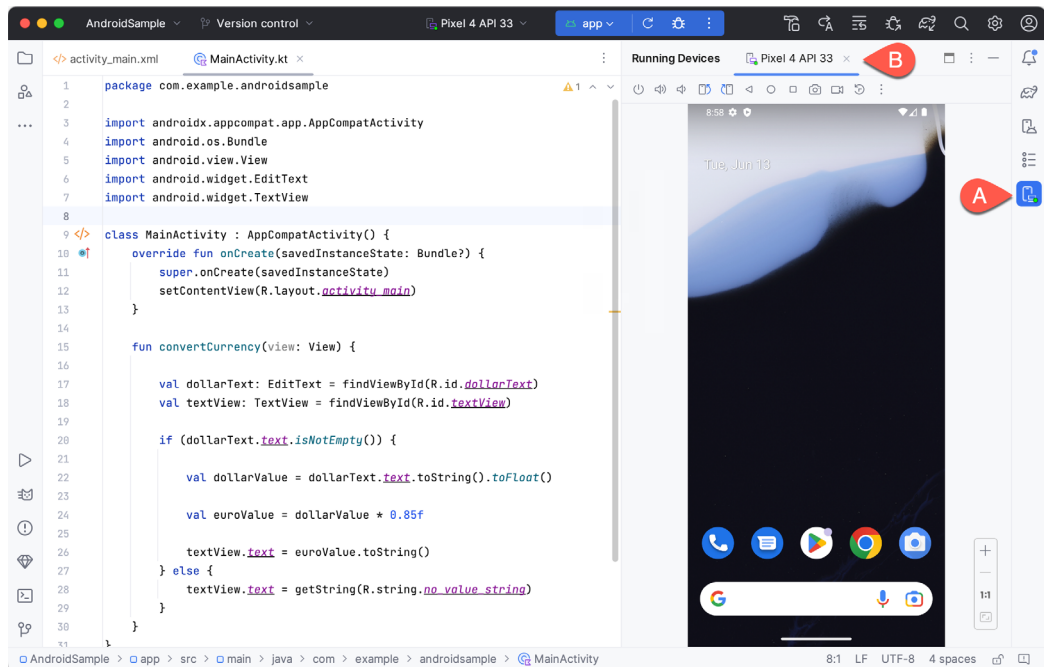 AndroidSample Version control Pixel 4 API 33 app
activity_main.xml MainActivity.kt Running Devices Pixel 4 API 33 B
1 package com.example.androidsample 1
2
3 import androidx.appcompat.app.AppCompatActivity
4 import android.os.Bundle
5 import android.view.View
6 import android.widget.EditText
7 import android.widget.TextView
8
9 class MainActivity : AppCompatActivity() {
10 override fun onCreate(savedInstanceState: Bundle?) {
11 super.onCreate(savedInstanceState)
12 setContentView(R.layout.activity_main)
13 }
14
15 fun convertCurrency(view: View) {
16
17 val dollarText: EditText = findViewById(R.id.dollarText)
18 val textView: TextView = findViewById(R.id.textView)
19
20 if (dollarText.text.isNotEmpty()) {
21
22 val dollarValue = dollarText.text.toString().toFloat()
23
24 val euroValue = dollarValue * 0.85f
25
26 textView.text = euroValue.toString()
27 } else {
28 textView.text = getString(R.string.no_value_string)
29 }
30 }
31 }
8:58
Tue, Jun 13
A
1:1
AndroidSample > app > src > main > java > com > example > androidsample > MainActivity 8:1 LF UTF-8 4 spaces